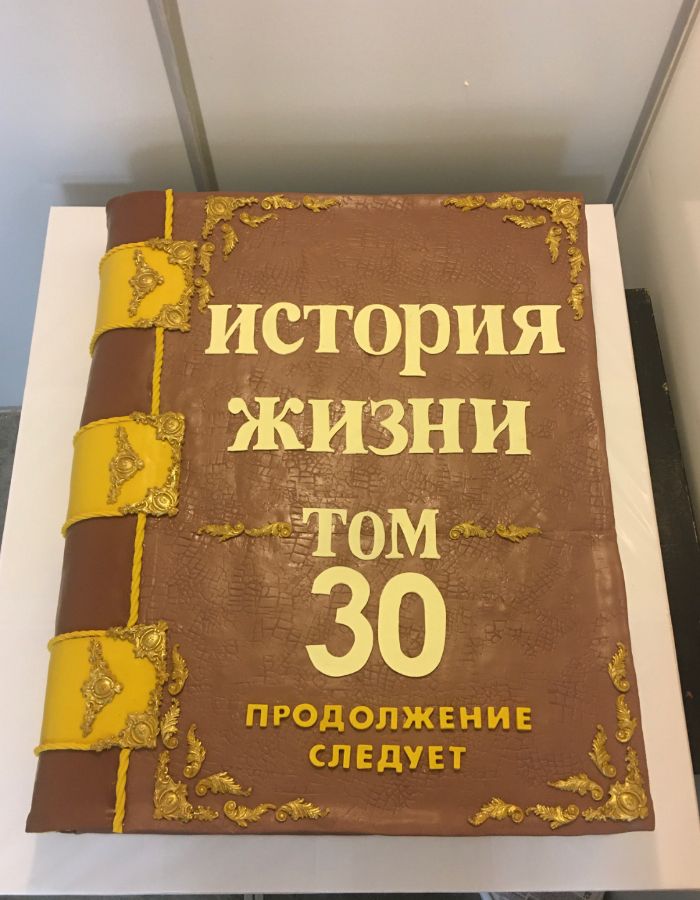 история
жизни
том
30
ПРОДОЛЖЕНИЕ
СЛЕДУЕТ